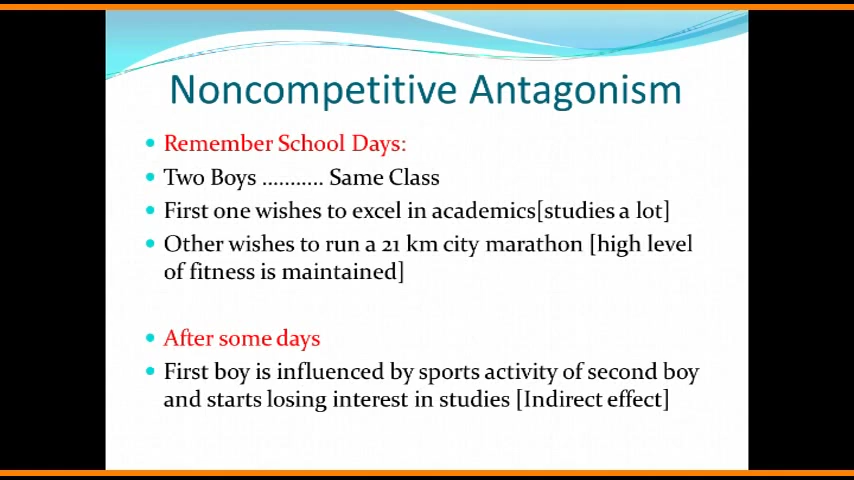 Noncompetitive Antagonism
• Remember School Days:
• Two Boys ........... Same Class
• First one wishes to excel in academics[studies a lot]
• Other wishes to run a 21 km city marathon [high level
of fitness is maintained]
• After some days
• First boy is influenced by sports activity of second boy
and starts losing interest in studies [Indirect effect]